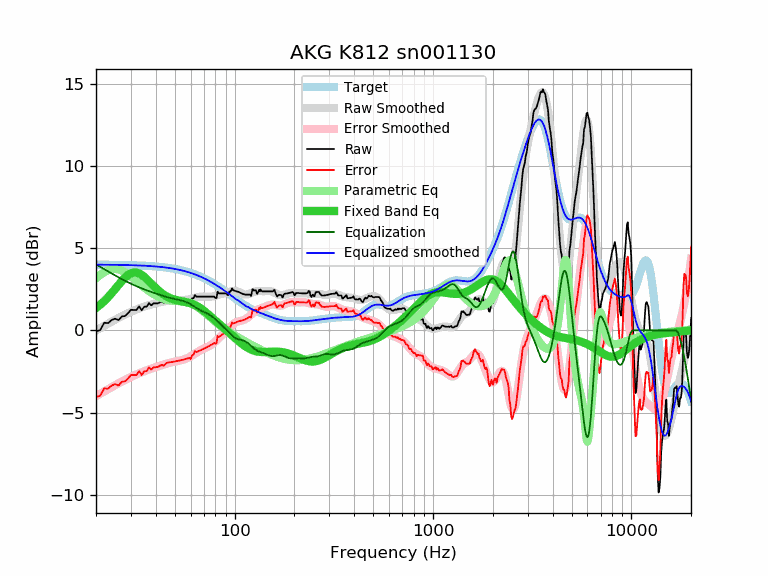 AKG K812 sn001130
Target
Raw Smoothed
Error Smoothed
Raw
Error
Parametric Eq
Fixed Band Eq
Equalization
Equalized smoothed
15
10
5
0
−5
−10
Amplitude (dBr)
100
1000
10000
Frequency (Hz)